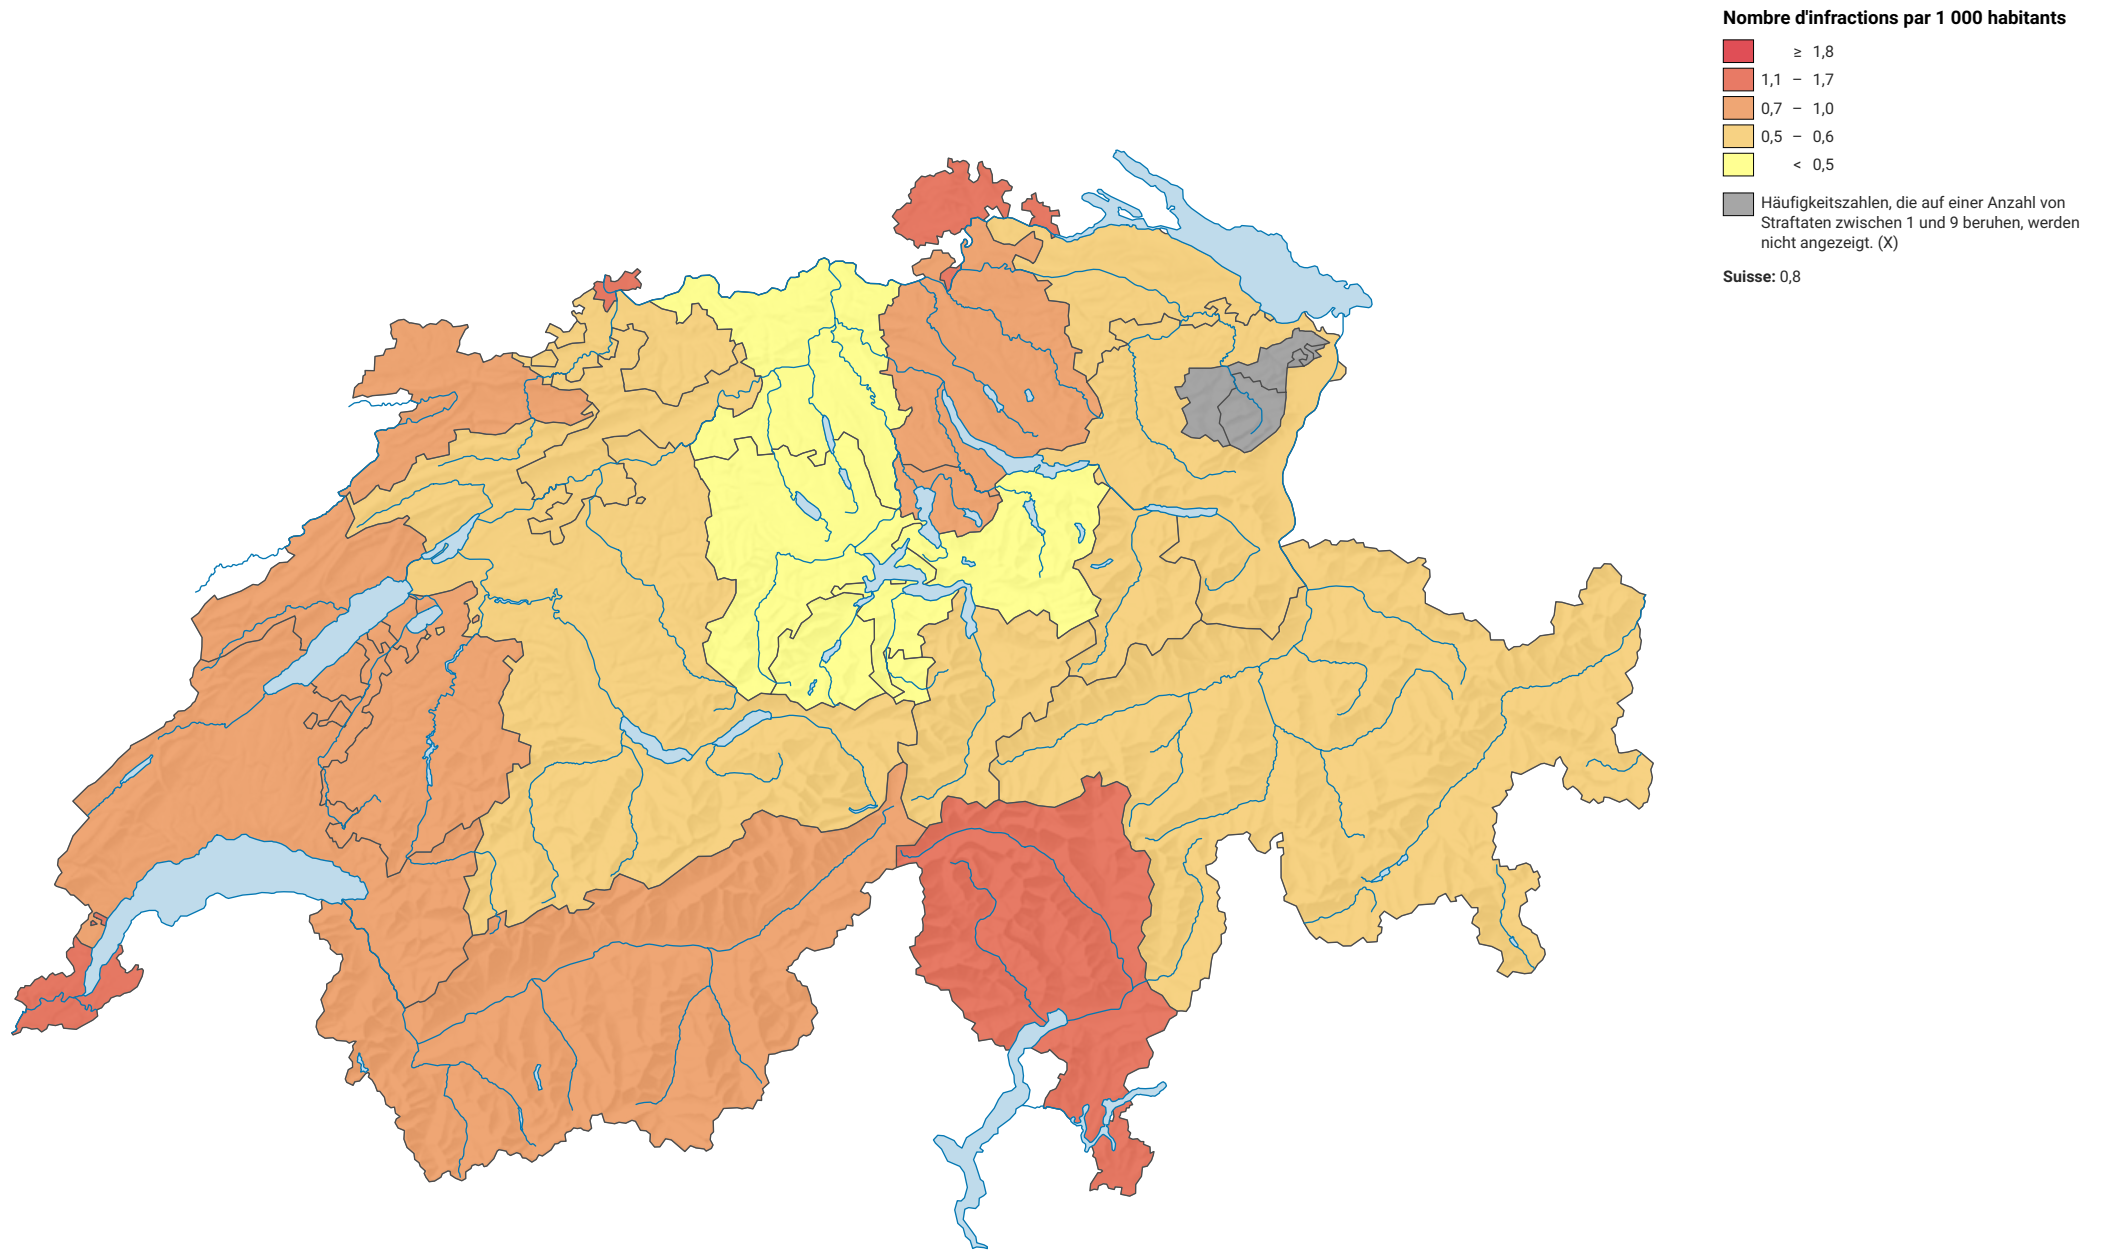 Nombre d'infractions par 1 000 habitants
≥ 1,8
1,1 – 1,7
0,7 – 1,0
0,5 – 0,6
< 0,5
Häufigkeitszahlen, die auf einer Anzahl von
Straftaten zwischen 1 und 9 beruhen, werden
nicht angezeigt. (X)
Suisse: 0,8